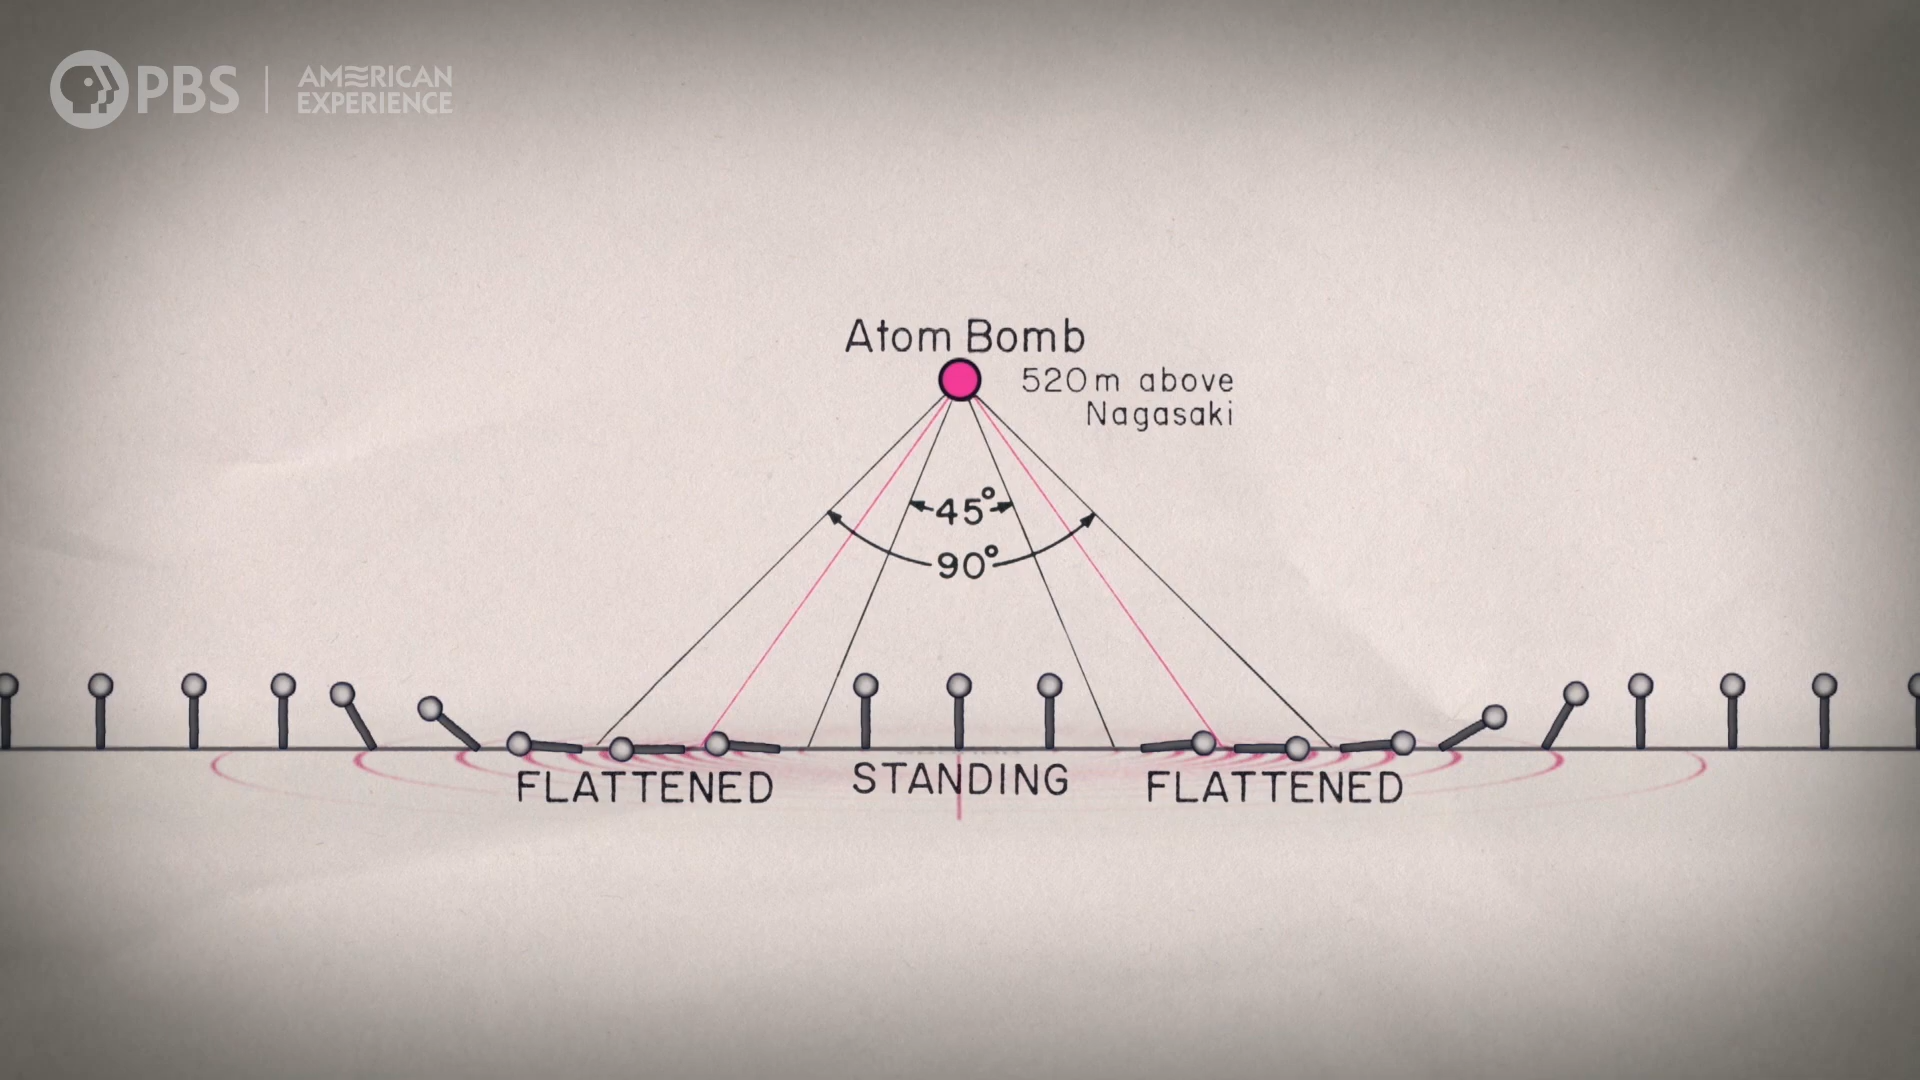 PBS
AMERICAN
EXPERIENCE
Atom Bomb
520m above
Nagasaki
45°
90°
FLATTENED
STANDING
FLATTENED